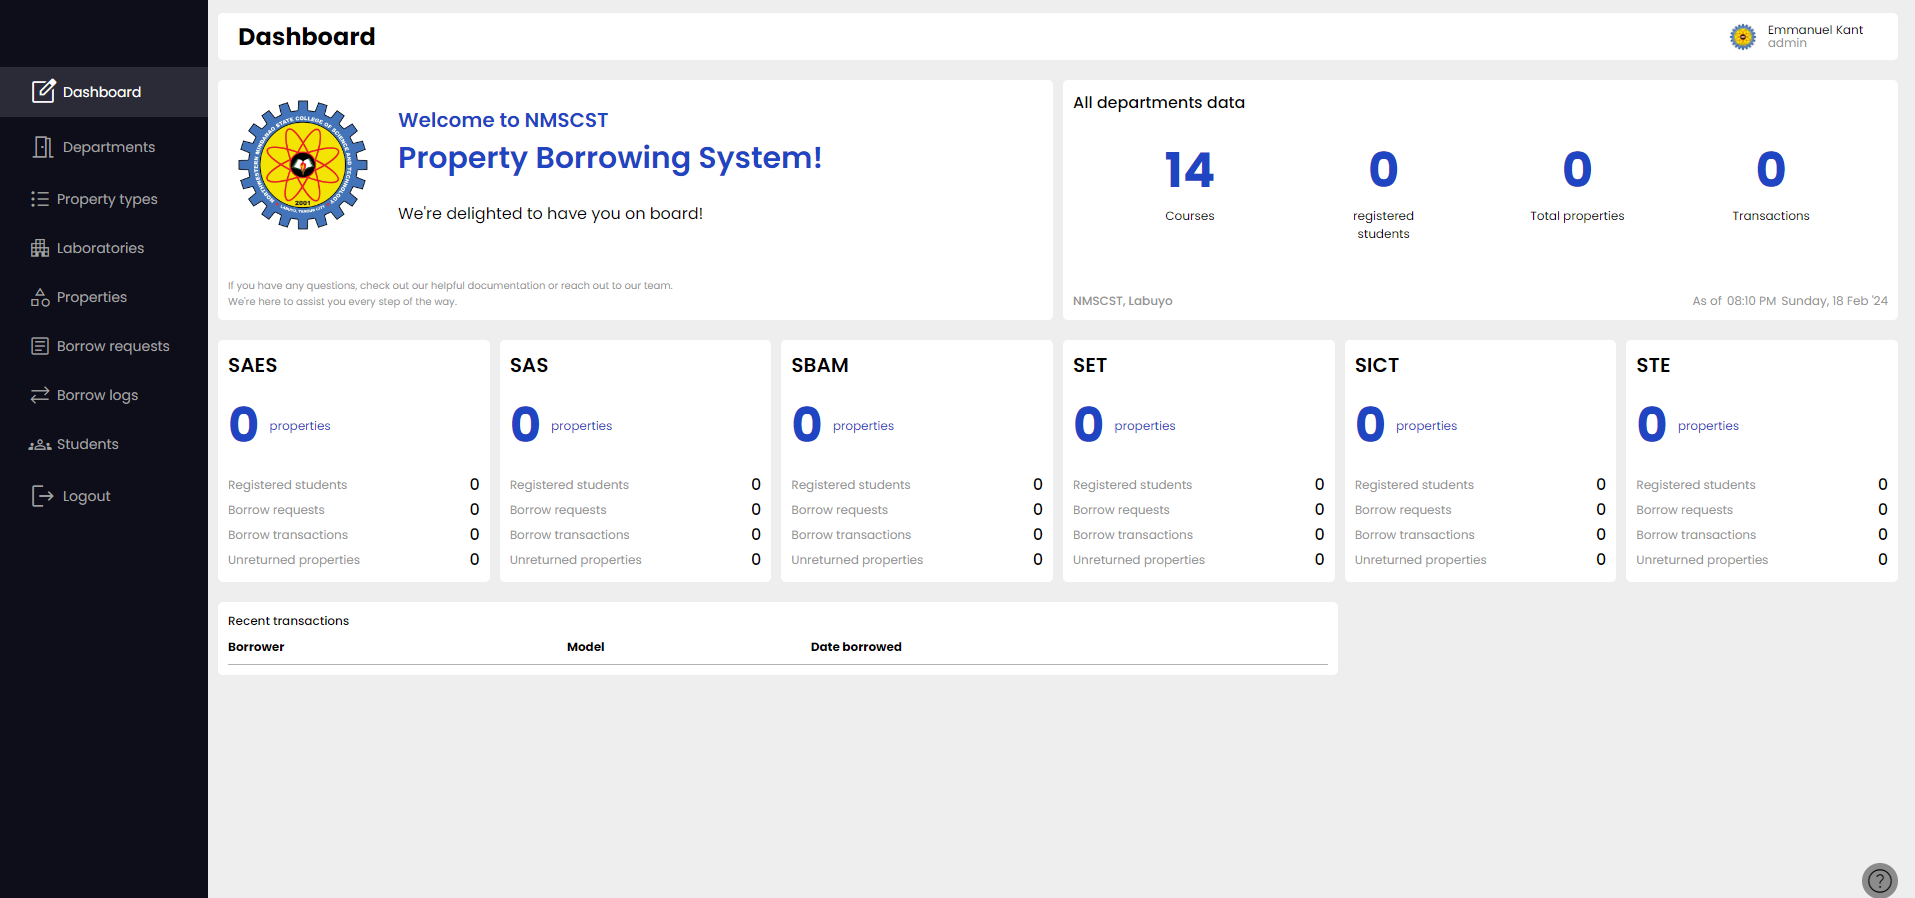 Dashboard
Departments
Property types
Laboratories
Properties
Borrow requests
Borrow logs
Students
Logout
Dashboard
Emmanuel Kant
admin
NORTHWESTERN MINDANAO STATE COLLEGE OF SCIENCE AND TECHNOLOGY
2001
LABUYO, TANGUB CITY
Welcome to NMSCST
Property Borrowing System!
We're delighted to have you on board!
If you have any questions, check out our helpful documentation or reach out to our team.
We're here to assist you every step of the way.
All departments data
14
Courses
0
registered
students
0
Total properties
0
Transactions
NMSCST, Labuyo
As of 08:10 PM Sunday, 18 Feb '24
SAES
0 properties
Registered students 0
Borrow requests 0
Borrow transactions 0
Unreturned properties 0
SAS
0 properties
Registered students 0
Borrow requests 0
Borrow transactions 0
Unreturned properties 0
SBAM
0 properties
Registered students 0
Borrow requests 0
Borrow transactions 0
Unreturned properties 0
SET
0 properties
Registered students 0
Borrow requests 0
Borrow transactions 0
Unreturned properties 0
SICT
0 properties
Registered students 0
Borrow requests 0
Borrow transactions 0
Unreturned properties 0
STE
0 properties
Registered students 0
Borrow requests 0
Borrow transactions 0
Unreturned properties 0
Recent transactions
Borrower Model Date borrowed
?